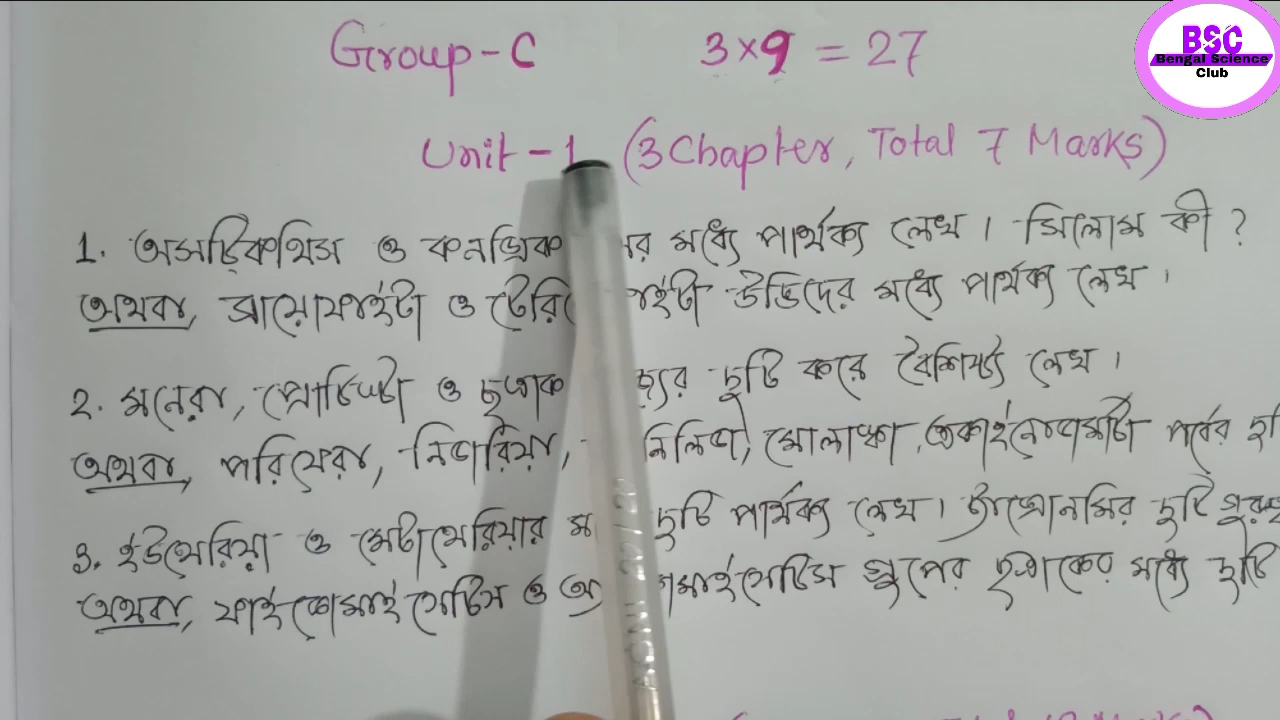 Group-C 3×9 = 27
BSC
Bengal Science
Club
Unit-1 (3 Chapter, Total 7 Marks)
1. অসটিকথিস ও কনড্রিক র মধ্যে পার্থক্য লেখ। সিলোম কী?
অথবা, ব্রায়োফাইটা ও টেরি ইটা উদ্ভিদের মধ্যে পার্থক্য লেখ।
2. মনেরা, প্রোটিস্টা ও ছত্রাক জ্যের দুটি করে বৈশিষ্ট্য লেখ।
অথবা, পরিফেরা, নিডারিয়া, নিলিডা, মোলাস্কা, একাইনোডার্মাটা পর্বের
3. ইউথেরিয়া ও মেটাথেরিয়ার ম দুটি পার্থক্য লেখ। ট্যাক্সোনমির দুটি
অথবা, ফাইকোমাইসেটিস ও মাইসেটিস গ্রুপের ছত্রাকের মধ্যে দুটি